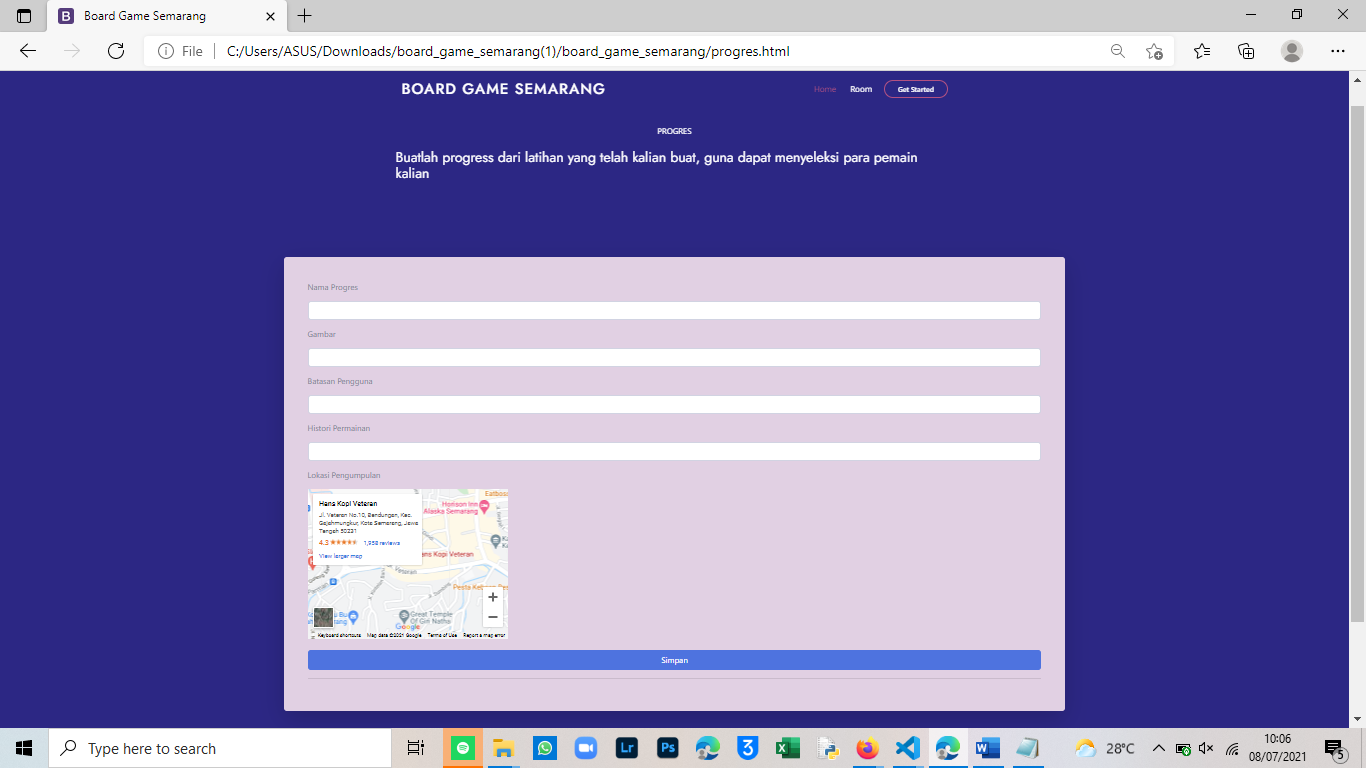 Board Game Semarang
File
C:/Users/ASUS/Downloads/board_game_semarang(1)/board_game_semarang/progres.html
BOARD GAME SEMARANG
Home Room Get Started
PROGRES
Buatlah progress dari latihan yang telah kalian buat, guna dapat menyeleksi para pemain
kalian
Nama Progres
Gambar
Batasan Pengguna
Histori Permainan
Lokasi Pengumpulan
Hans Kopi Veteran
Jl. Veteran No.10, Bendungan, Kec.
Gajahmungkur, Kota Semarang, Jawa
Tengah 50231
4.3 1,958 reviews
View larger map
Horison Inn
Alaska Semarang
Hans Kopi Veteran
Great Temple
Of Giri Natha
Google
Keyboard shortcuts Map data ©2021 Google Terms of Use Report a map error
Simpan
Type here to search
28°C
10:06
08/07/2021
5